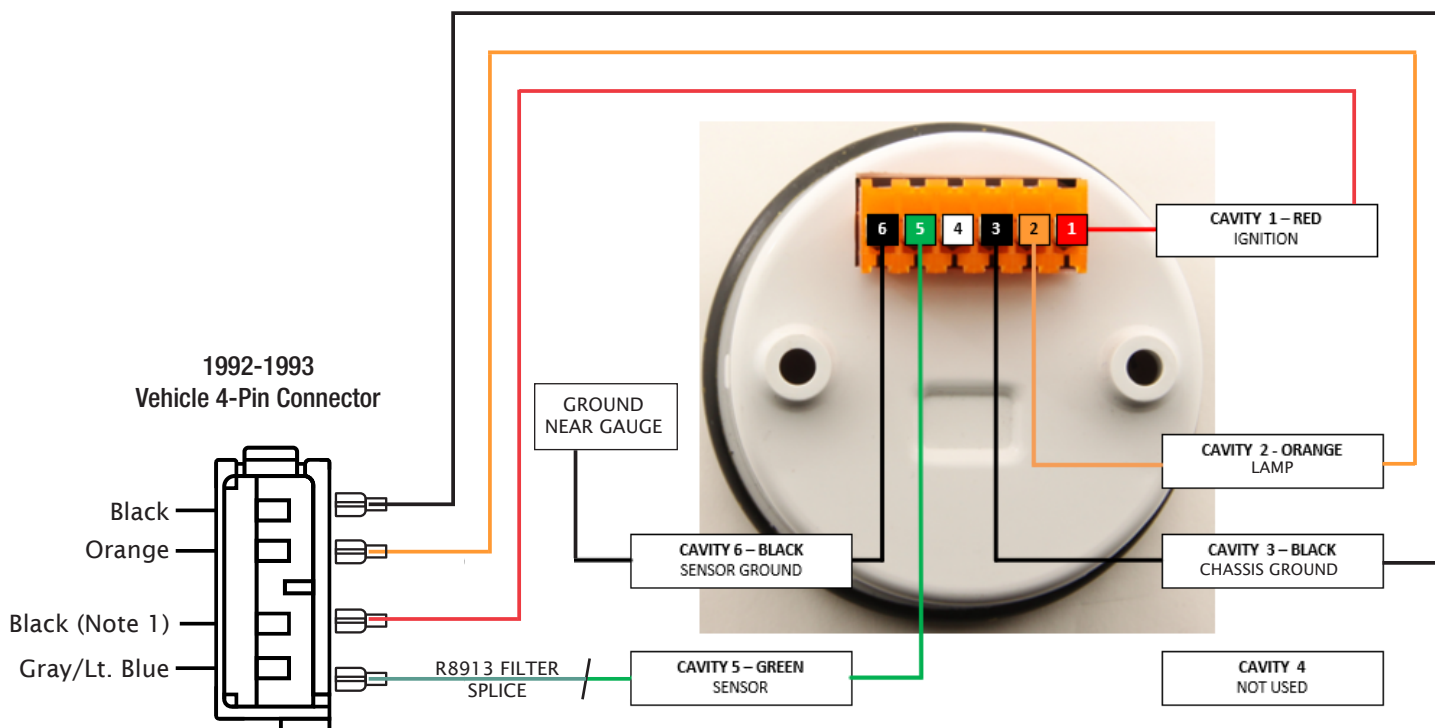 6 5 4 3 2 1
CAVITY 1 – RED
IGNITION
1992-1993
Vehicle 4-Pin Connector
GROUND
NEAR GAUGE
CAVITY 2 - ORANGE
LAMP
Black
Orange
CAVITY 6 – BLACK
SENSOR GROUND
CAVITY 3 – BLACK
CHASSIS GROUND
Black (Note 1)
Gray/Lt. Blue
R8913 FILTER
SPLICE
CAVITY 5 – GREEN
SENSOR
CAVITY 4
NOT USED